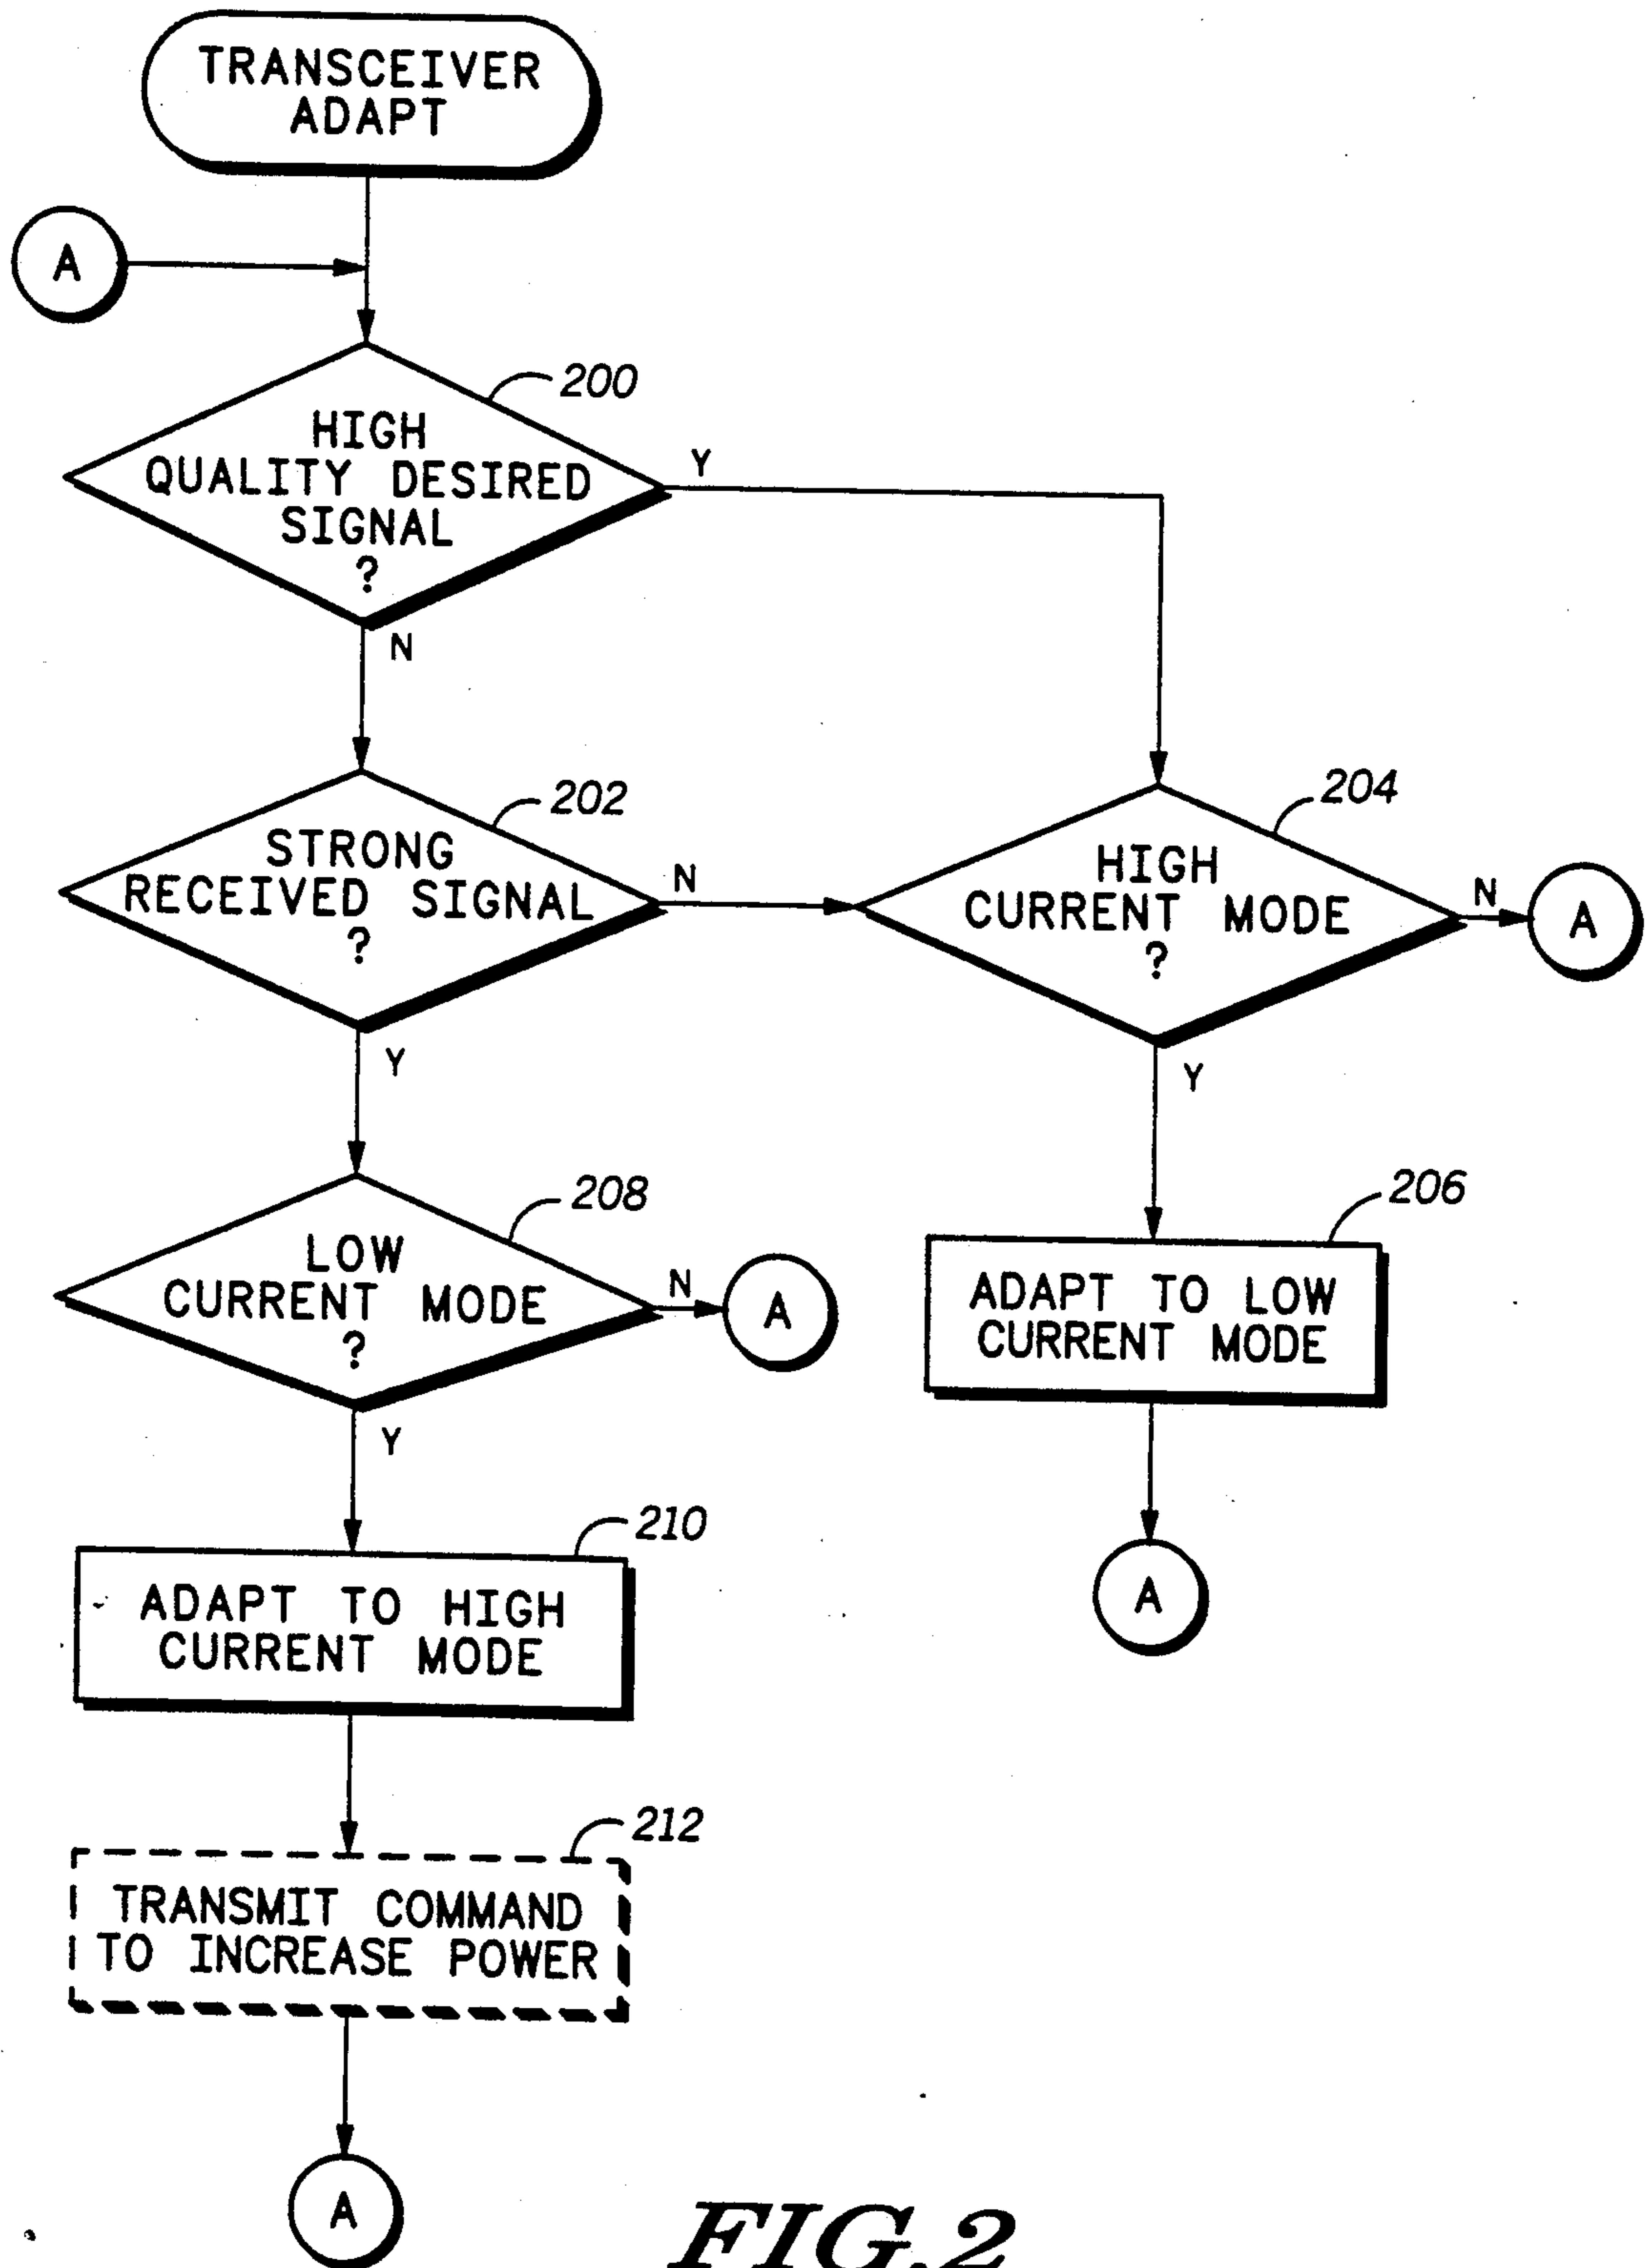 TRANSCEIVER
ADAPT
A
200
HIGH
QUALITY DESIRED
SIGNAL
?
Y
N
202
STRONG
RECEIVED SIGNAL
?
N
Y
204
HIGH
CURRENT MODE
?
N
A
Y
208
LOW
CURRENT MODE
?
N
A
Y
206
ADAPT TO LOW
CURRENT MODE
A
210
ADAPT TO HIGH
CURRENT MODE
212
TRANSMIT COMMAND
TO INCREASE POWER
A
FIG.2